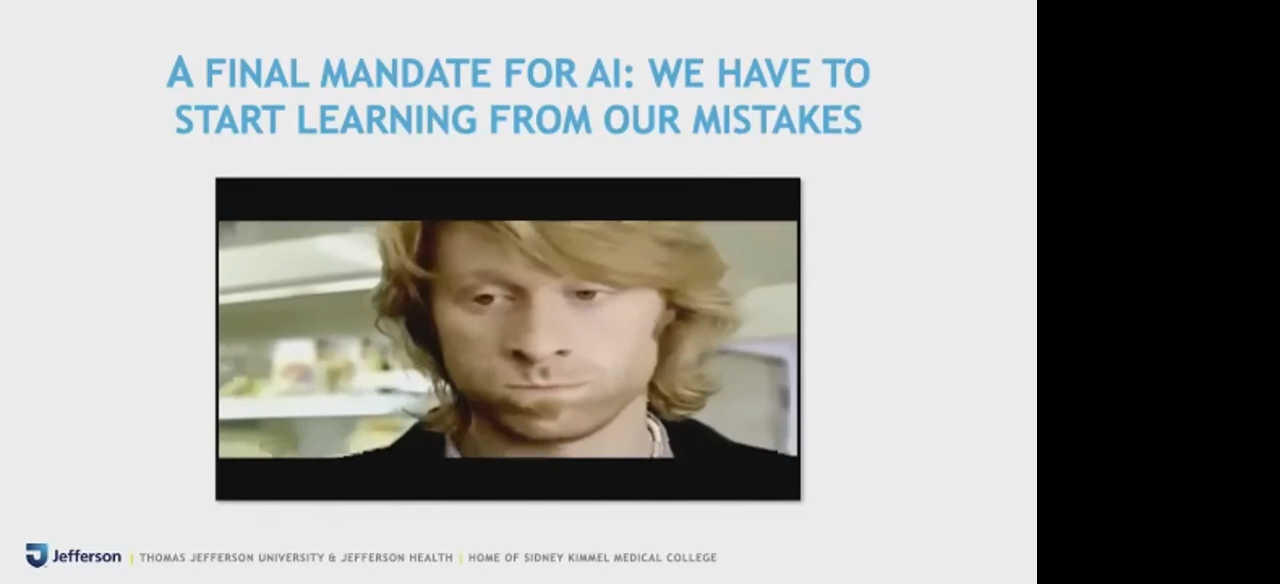 A FINAL MANDATE FOR AI: WE HAVE TO
START LEARNING FROM OUR MISTAKES
Jefferson | THOMAS JEFFERSON UNIVERSITY & JEFFERSON HEALTH | HOME OF SIDNEY KIMMEL MEDICAL COLLEGE